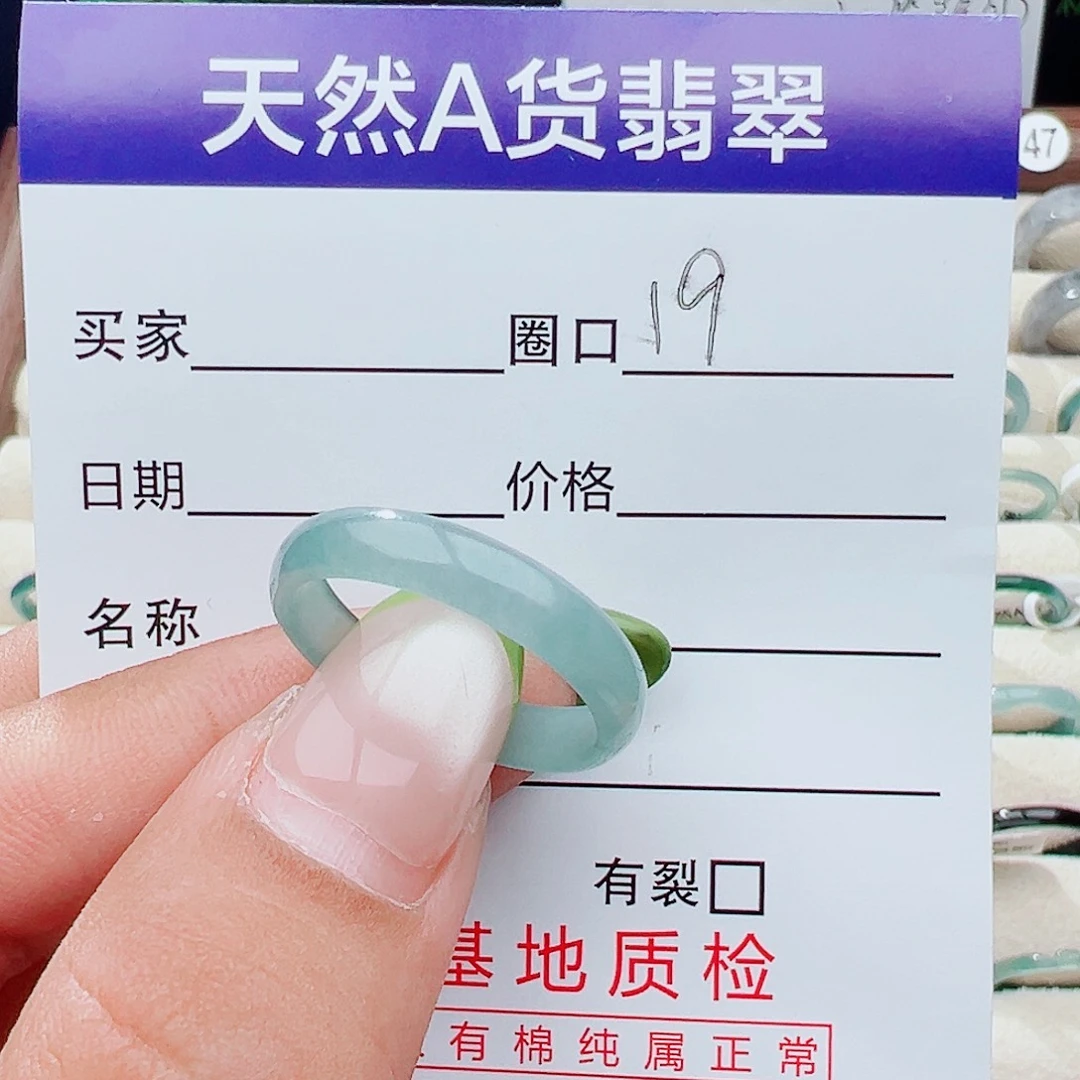 天然A货翡翠
47
买家 圈口 19
日期 价格
名称
有裂
基地质检
有棉纯属正常